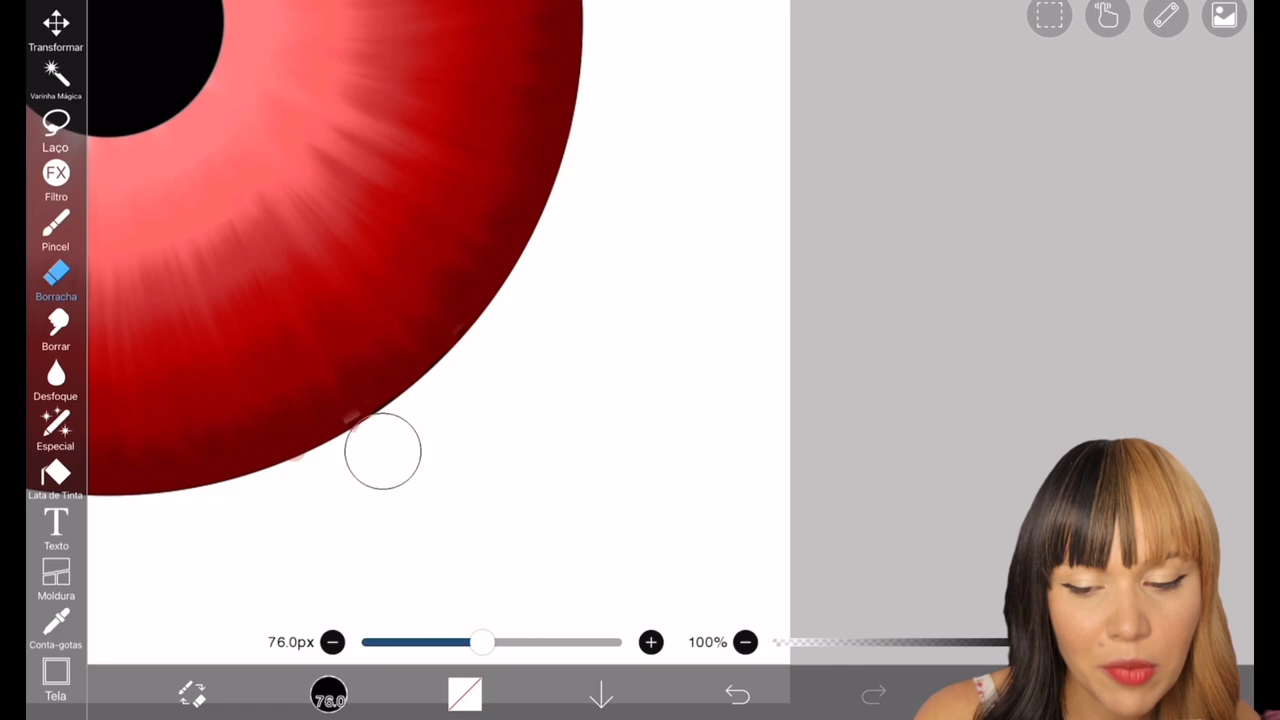 Transformar
Varinha Mágica
Laço
FX
Filtro
Pincel
Borracha
Borrar
Desfoque
Especial
Lata de Tinta
T
Texto
Moldura
Conta-gotas
Tela
76.0px
100%
76.0